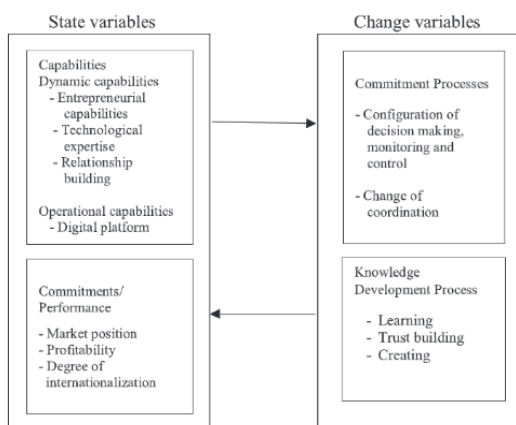 State variables
Capabilities
Dynamic capabilities
- Entrepreneurial
capabilities
- Technological
expertise
- Relationship
building
Operational capabilities
- Digital platform
Commitments/
Performance
- Market position
- Profitability
- Degree of
internationalization
Change variables
Commitment Processes
- Configuration of
decision making,
monitoring and
control
- Change of
coordination
Knowledge
Development Process
- Learning
- Trust building
- Creating